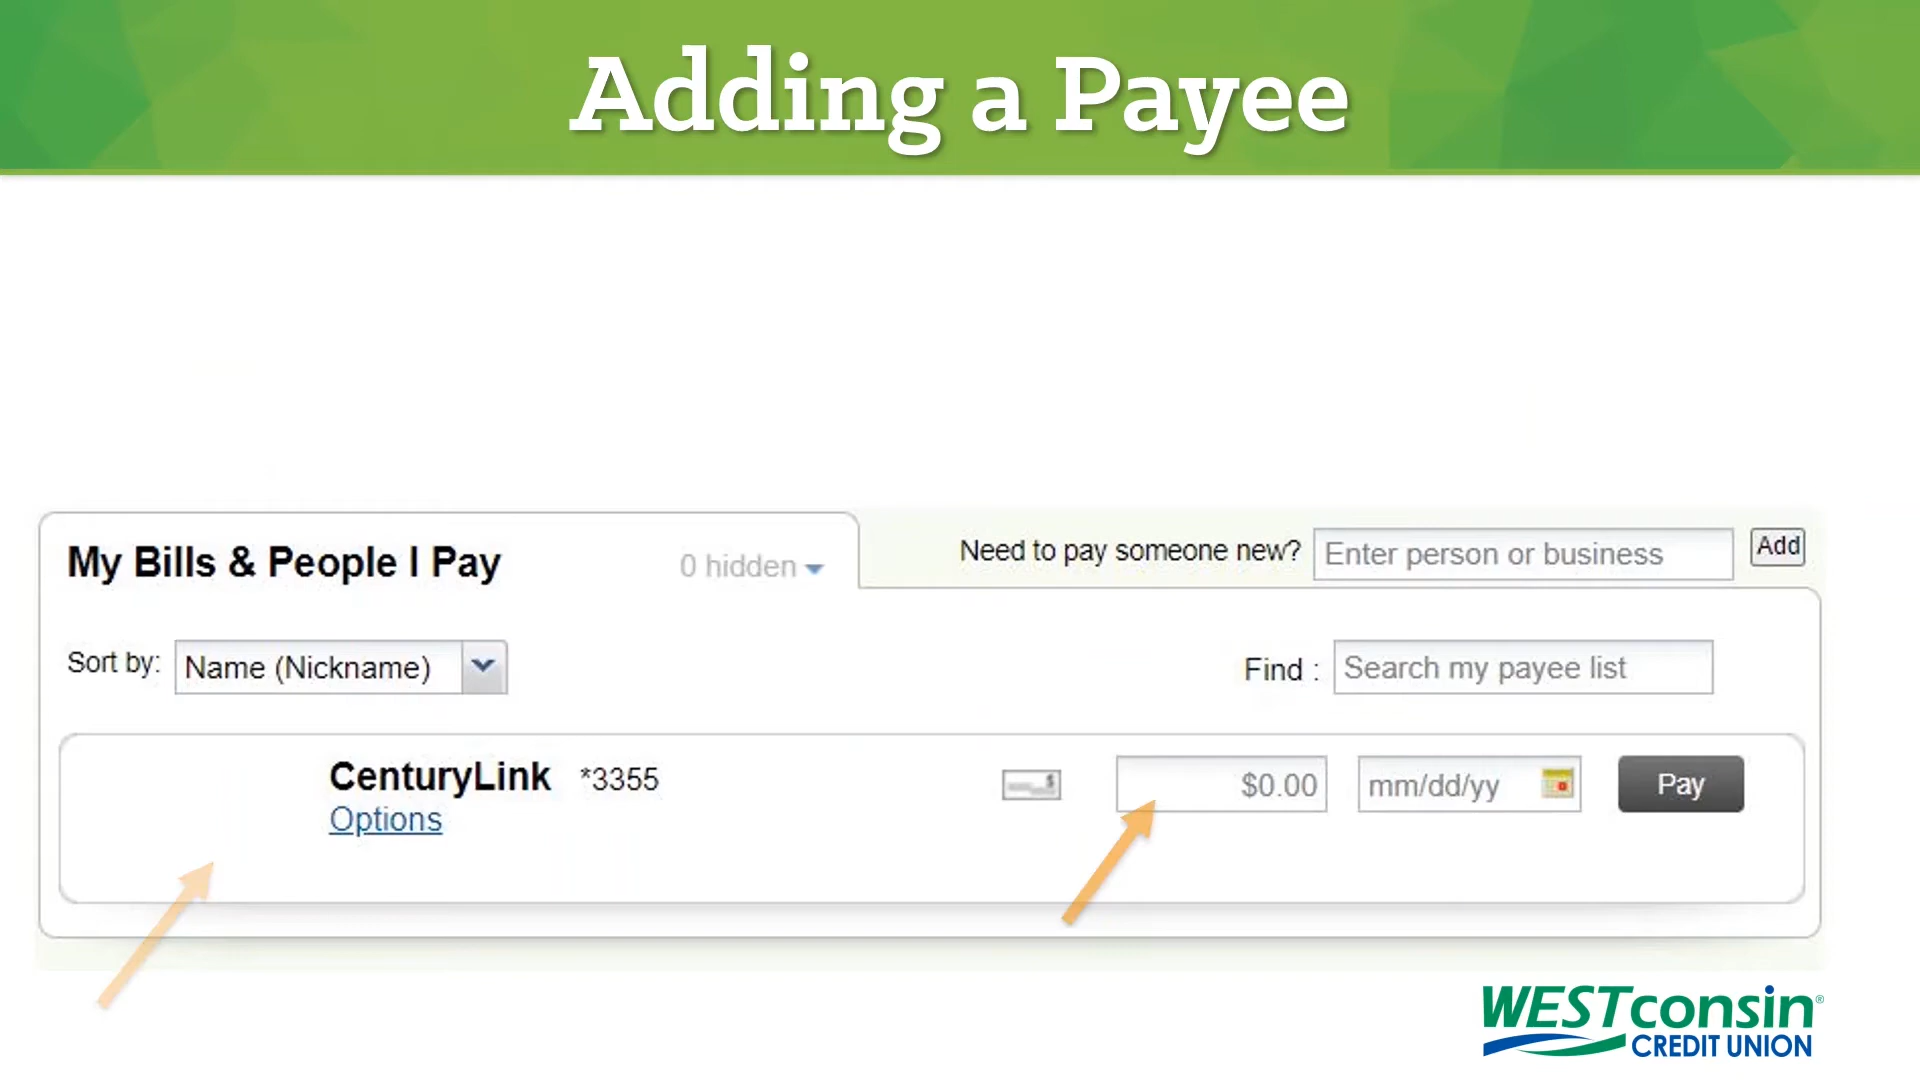 Adding a Payee
My Bills & People I Pay
0 hidden
Need to pay someone new?
Enter person or business
Add
Sort by:
Name (Nickname)
Find :
Search my payee list
CenturyLink *3355
$0.00
mm/dd/yy
Pay
Options
WESTconsin®
CREDIT UNION